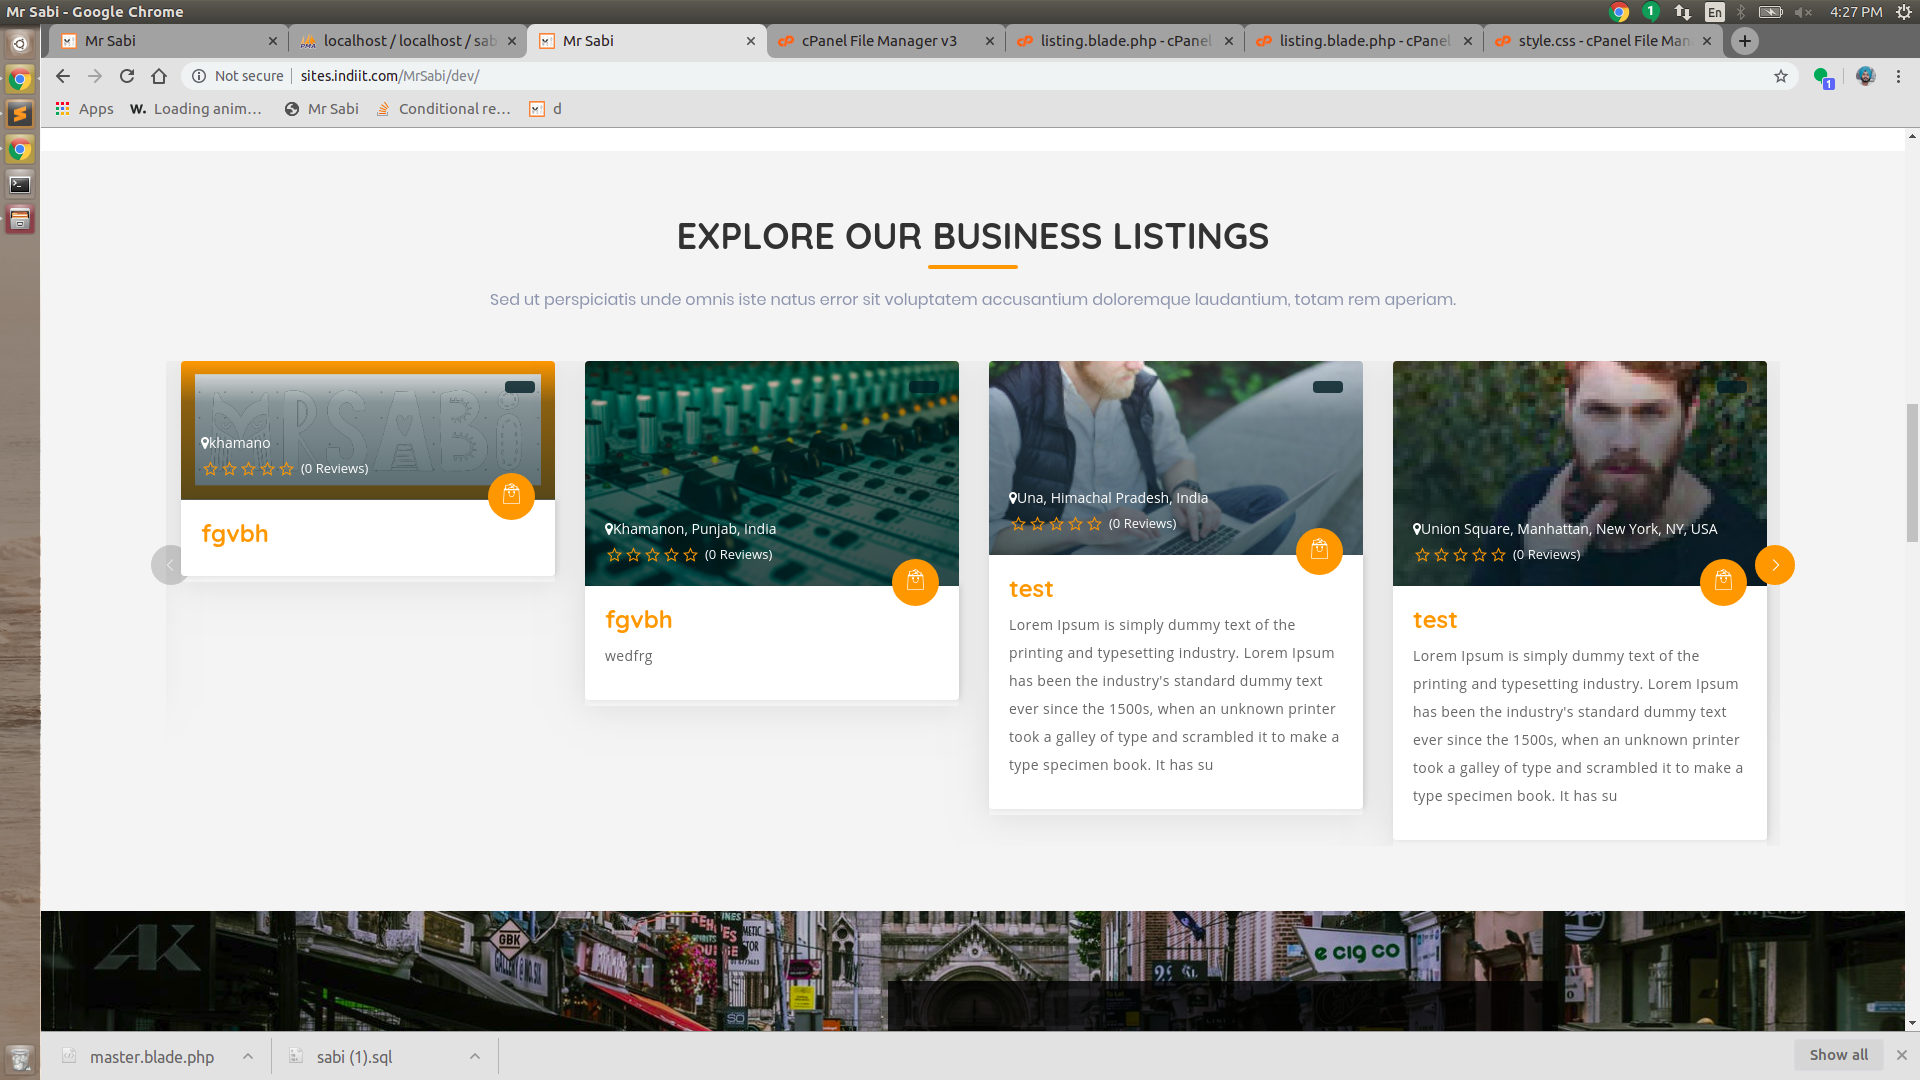 Mr Sabi - Google Chrome
1
En
4:27 PM
Mr Sabi
localhost / localhost / sab
Mr Sabi
cPanel File Manager v3
listing.blade.php - cPanel
listing.blade.php - cPanel
style.css - cPanel File Man
Not secure
sites.indiit.com/MrSabi/dev/
1
Apps
Loading anim...
Mr Sabi
Conditional re...
d
EXPLORE OUR BUSINESS LISTINGS
Sed ut perspiciatis unde omnis iste natus error sit voluptatem accusantium doloremque laudantium, totam rem aperiam.
MRSABi
khamano
(0 Reviews)
fgvbh
Khamanon, Punjab, India
(0 Reviews)
fgvbh
wedfrg
Una, Himachal Pradesh, India
(0 Reviews)
test
Lorem Ipsum is simply dummy text of the
printing and typesetting industry. Lorem Ipsum
has been the industry's standard dummy text
ever since the 1500s, when an unknown printer
took a galley of type and scrambled it to make a
type specimen book. It has su
Union Square, Manhattan, New York, NY, USA
(0 Reviews)
test
Lorem Ipsum is simply dummy text of the
printing and typesetting industry. Lorem Ipsum
has been the industry's standard dummy text
ever since the 1500s, when an unknown printer
took a galley of type and scrambled it to make a
type specimen book. It has su
AK
GBK
e cig co
master.blade.php
sabi (1).sql
Show all